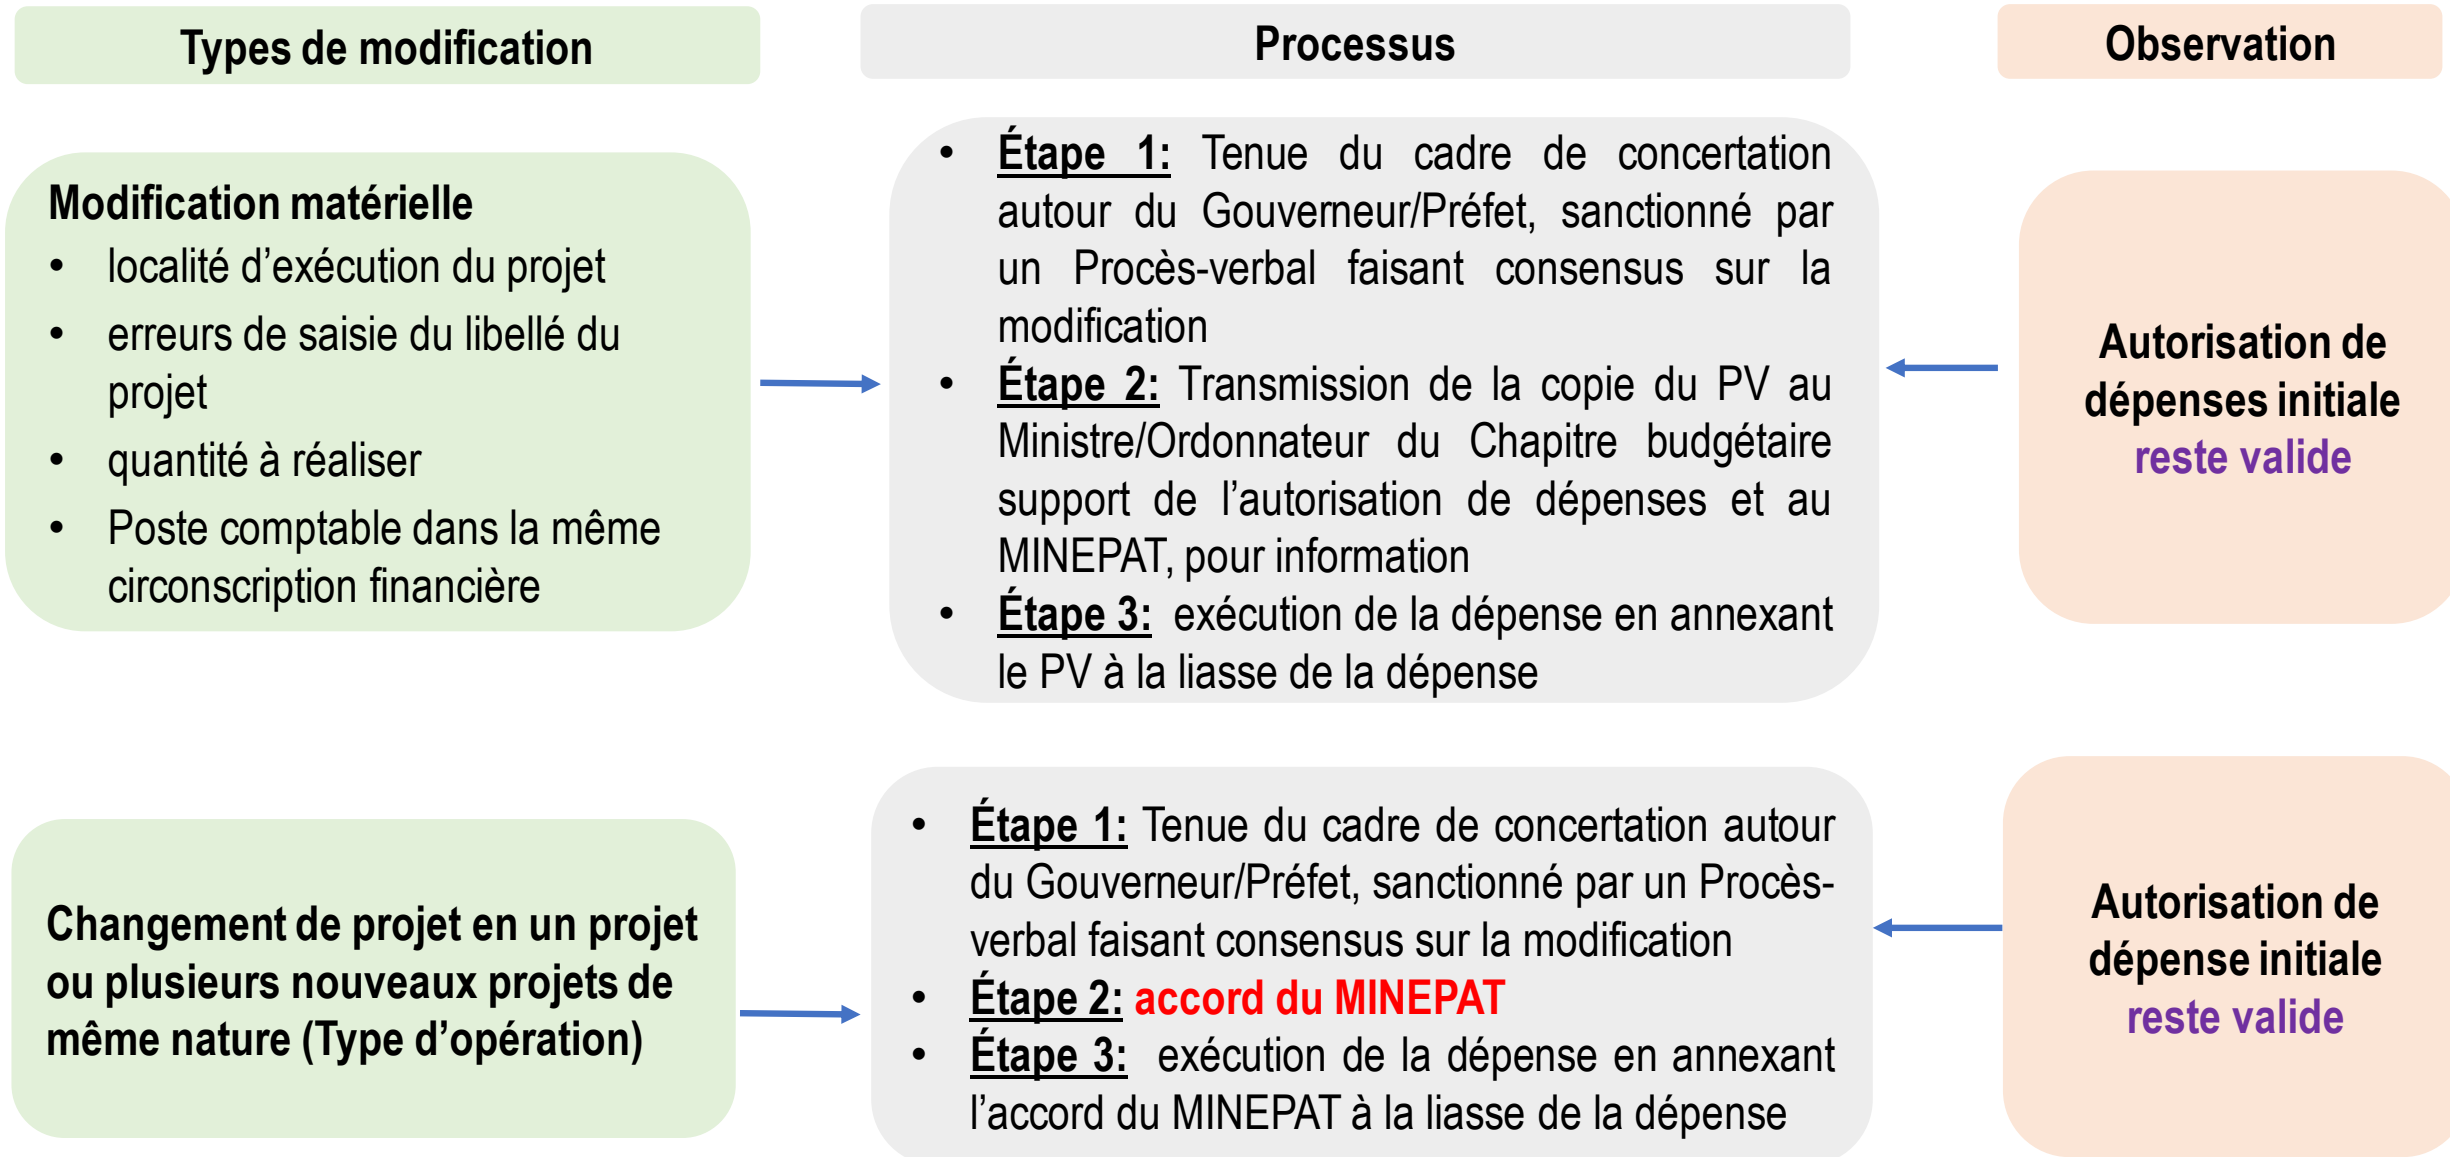 Types de modification
Processus
Observation
Modification matérielle
• localité d’exécution du projet
• erreurs de saisie du libellé du
projet
• quantité à réaliser
• Poste comptable dans la même
circonscription financière
• Étape 1: Tenue du cadre de concertation
autour du Gouverneur/Préfet, sanctionné par
un Procès-verbal faisant consensus sur la
modification
• Étape 2: Transmission de la copie du PV au
Ministre/Ordonnateur du Chapitre budgétaire
support de l’autorisation de dépenses et au
MINEPAT, pour information
• Étape 3: exécution de la dépense en annexant
le PV à la liasse de la dépense
Autorisation de
dépenses initiale
reste valide
Changement de projet en un projet
ou plusieurs nouveaux projets de
même nature (Type d’opération)
• Étape 1: Tenue du cadre de concertation autour
du Gouverneur/Préfet, sanctionné par un Procès-
verbal faisant consensus sur la modification
• Étape 2: accord du MINEPAT
• Étape 3: exécution de la dépense en annexant
l’accord du MINEPAT à la liasse de la dépense
Autorisation de
dépense initiale
reste valide